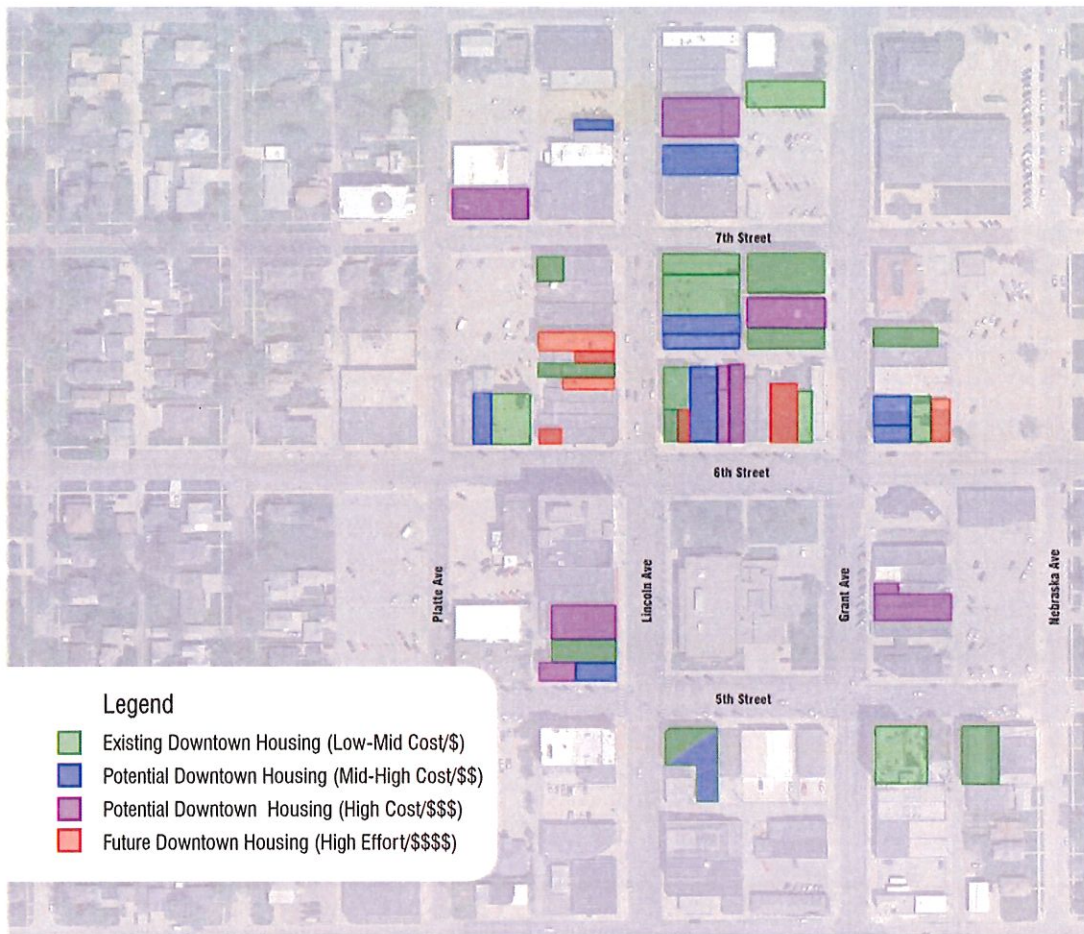 7th Street
6th Street
Platte Ave
Lincoln Ave
Grant Ave
Nebraska Ave
5th Street
Legend
Existing Downtown Housing (Low-Mid Cost/$)
Potential Downtown Housing (Mid-High Cost/$$)
Potential Downtown Housing (High Cost/$$$)
Future Downtown Housing (High Effort/$$$$)